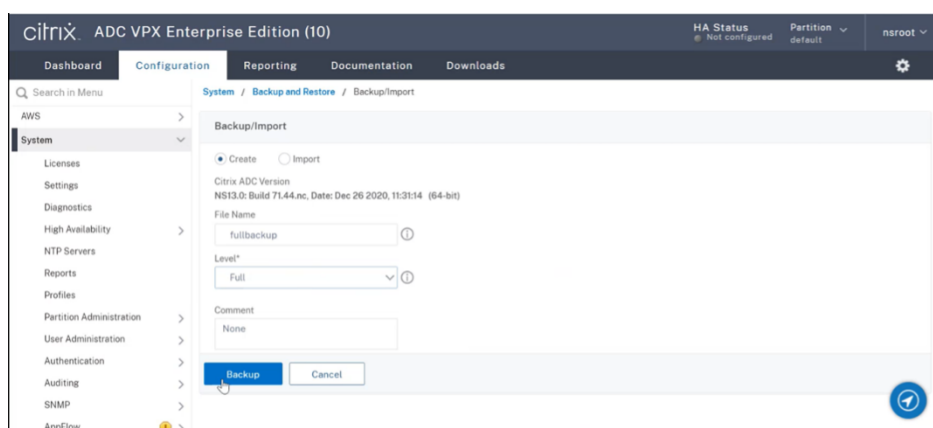 citrix. ADC VPX Enterprise Edition (10)
HA Status
Not configured
Partition
default
nsroot
Dashboard Configuration Reporting Documentation Downloads
Search in Menu
AWS
System
Licenses
Settings
Diagnostics
High Availability
NTP Servers
Reports
Profiles
Partition Administration
User Administration
Authentication
Auditing
SNMP
AppFlow
System / Backup and Restore / Backup/Import
Backup/Import
Create Import
Citrix ADC Version
NS13.0: Build 71.44.nc, Date: Dec 26 2020, 11:31:14 (64-bit)
File Name
fullbackup
Level*
Full
Comment
None
Backup Cancel